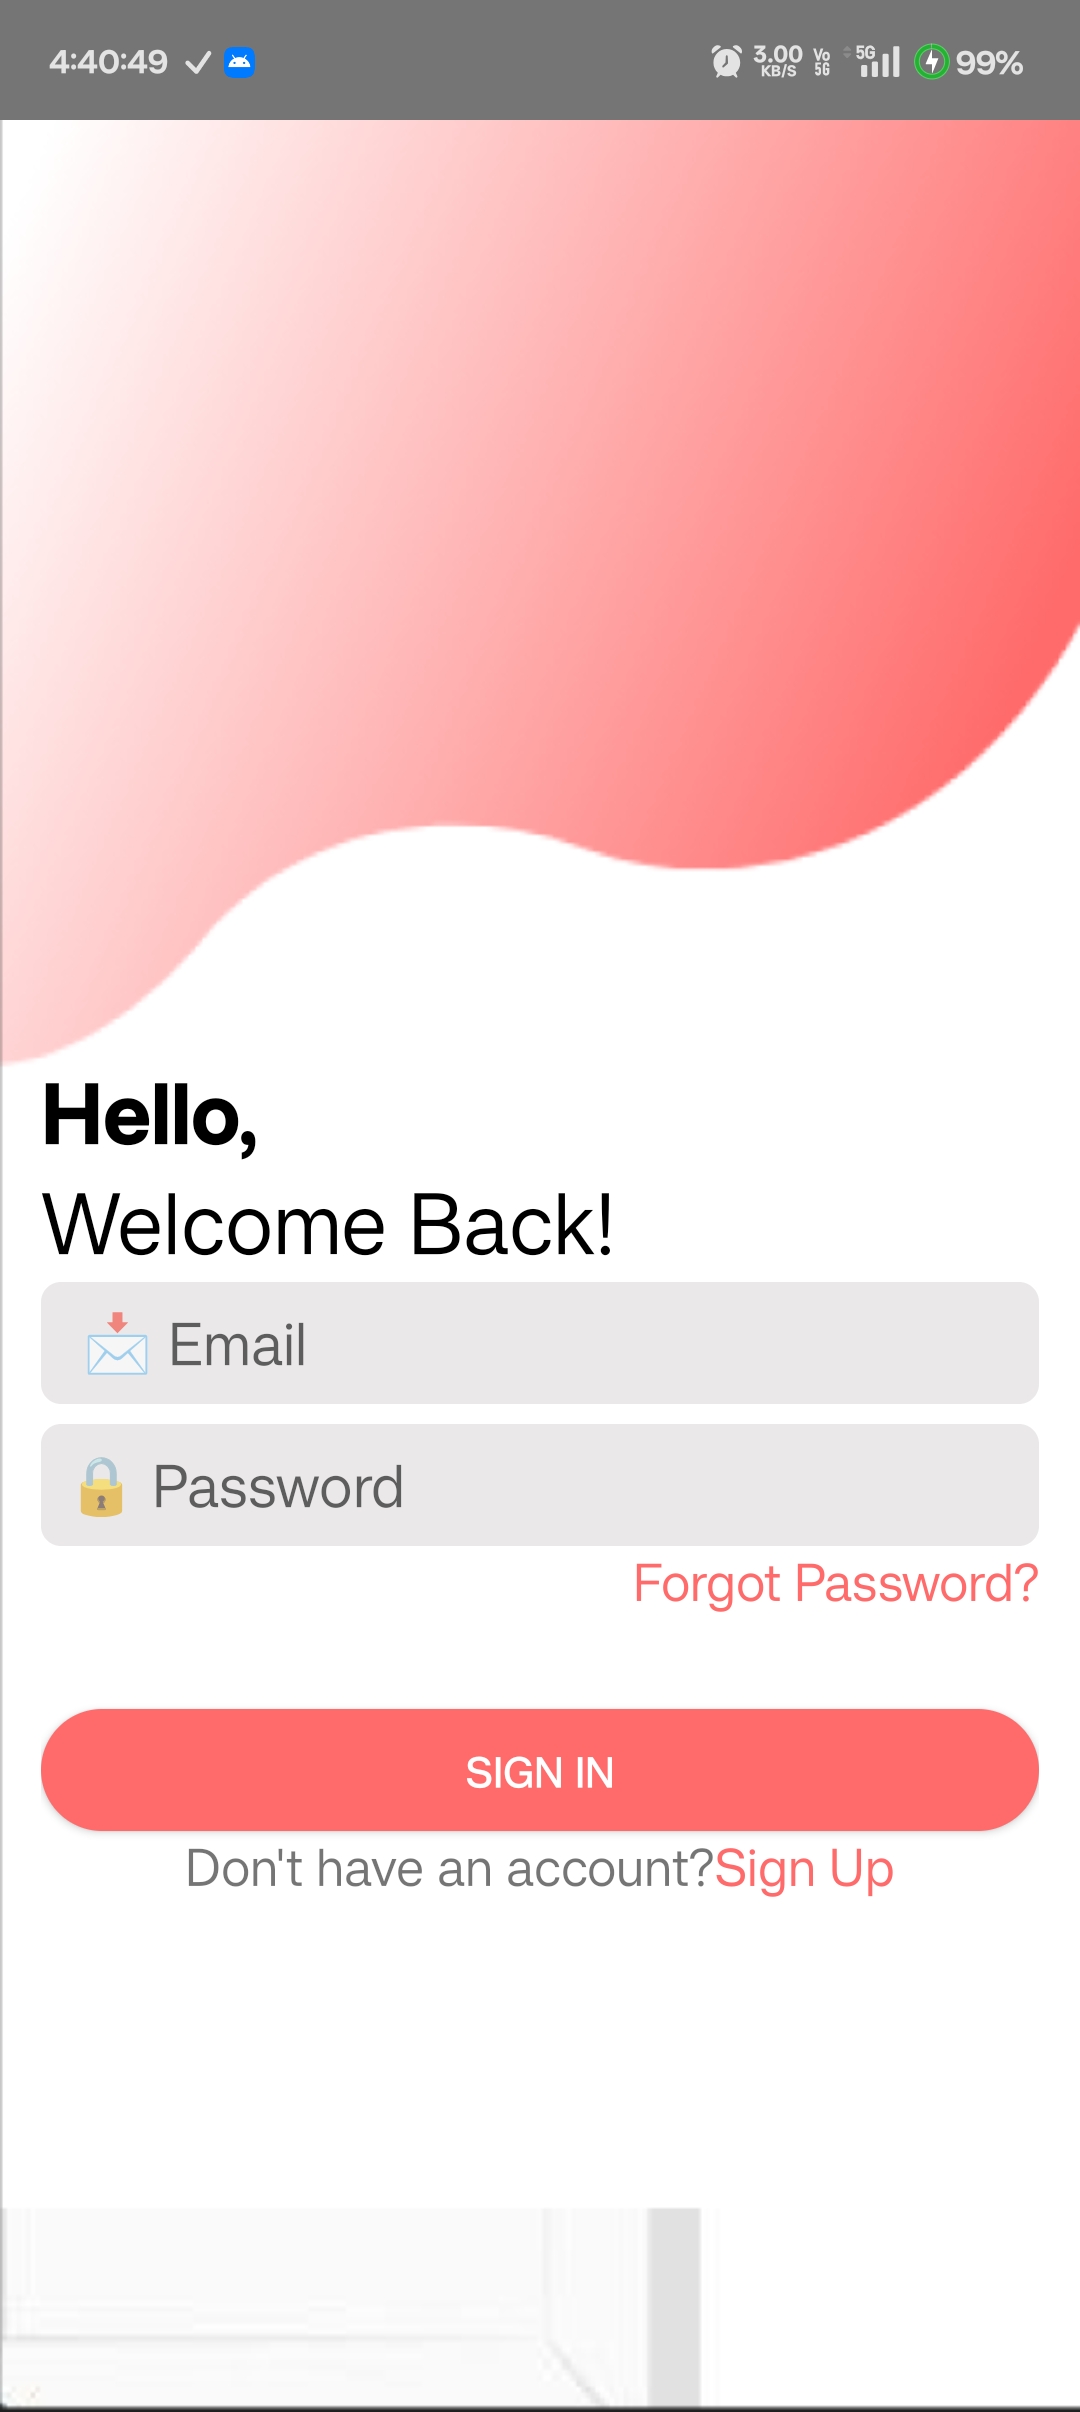 4:40:49 3.00 KB/S Vo 5G 5G 99%
Hello,
Welcome Back!
Email
Password
Forgot Password?
SIGN IN
Don't have an account?Sign Up